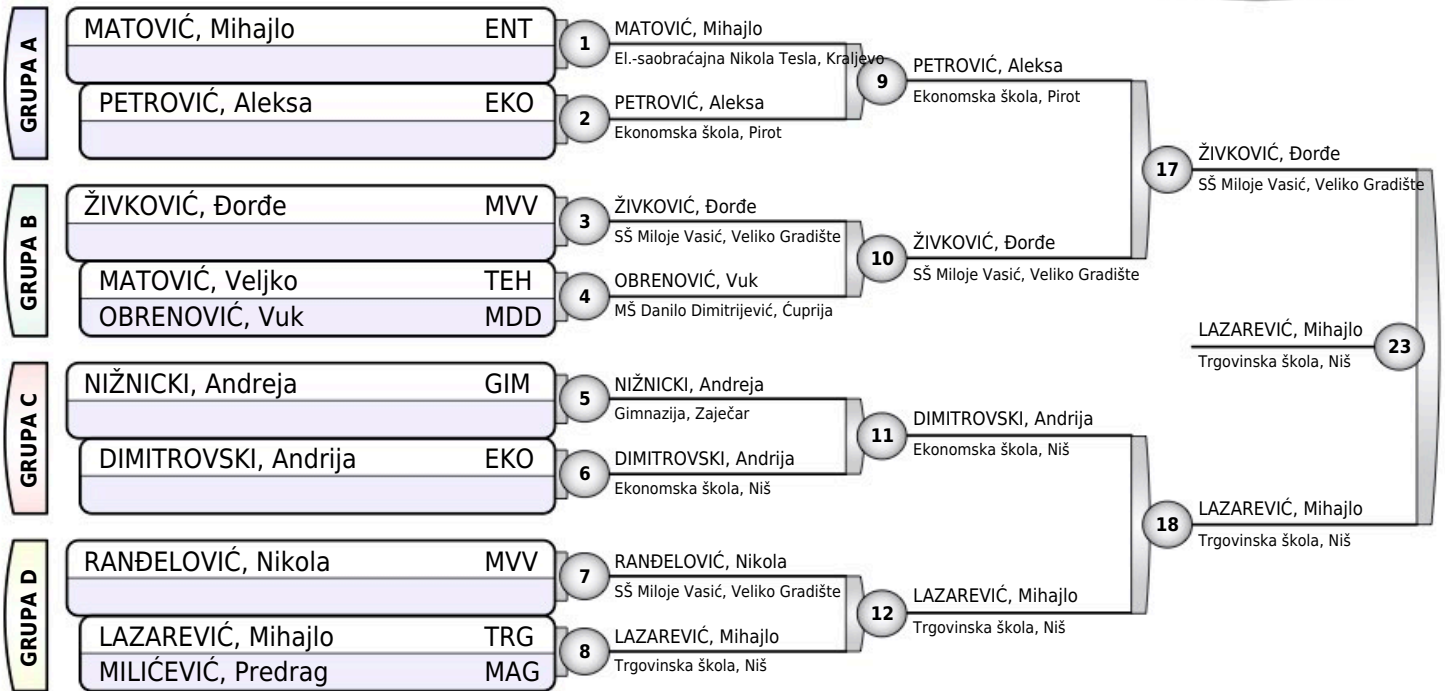 GRUPA A
MATOVIĆ, Mihajlo ENT
PETROVIĆ, Aleksa EKO
GRUPA B
ŽIVKOVIĆ, Đorđe MVV
MATOVIĆ, Veljko TEH
OBRENOVIĆ, Vuk MDD
GRUPA C
NIŽNICKI, Andreja GIM
DIMITROVSKI, Andrija EKO
GRUPA D
RANĐELOVIĆ, Nikola MVV
LAZAREVIĆ, Mihajlo TRG
MILIĆEVIĆ, Predrag MAG
1
MATOVIĆ, Mihajlo
El.-saobraćajna Nikola Tesla, Kraljevo
2
PETROVIĆ, Aleksa
Ekonomska škola, Pirot
3
ŽIVKOVIĆ, Đorđe
SŠ Miloje Vasić, Veliko Gradište
4
OBRENOVIĆ, Vuk
MŠ Danilo Dimitrijević, Ćuprija
5
NIŽNICKI, Andreja
Gimnazija, Zaječar
6
DIMITROVSKI, Andrija
Ekonomska škola, Niš
7
RANĐELOVIĆ, Nikola
SŠ Miloje Vasić, Veliko Gradište
8
LAZAREVIĆ, Mihajlo
Trgovinska škola, Niš
9
PETROVIĆ, Aleksa
Ekonomska škola, Pirot
10
ŽIVKOVIĆ, Đorđe
SŠ Miloje Vasić, Veliko Gradište
11
DIMITROVSKI, Andrija
Ekonomska škola, Niš
12
LAZAREVIĆ, Mihajlo
Trgovinska škola, Niš
17
ŽIVKOVIĆ, Đorđe
SŠ Miloje Vasić, Veliko Gradište
18
LAZAREVIĆ, Mihajlo
Trgovinska škola, Niš
LAZAREVIĆ, Mihajlo
Trgovinska škola, Niš
23